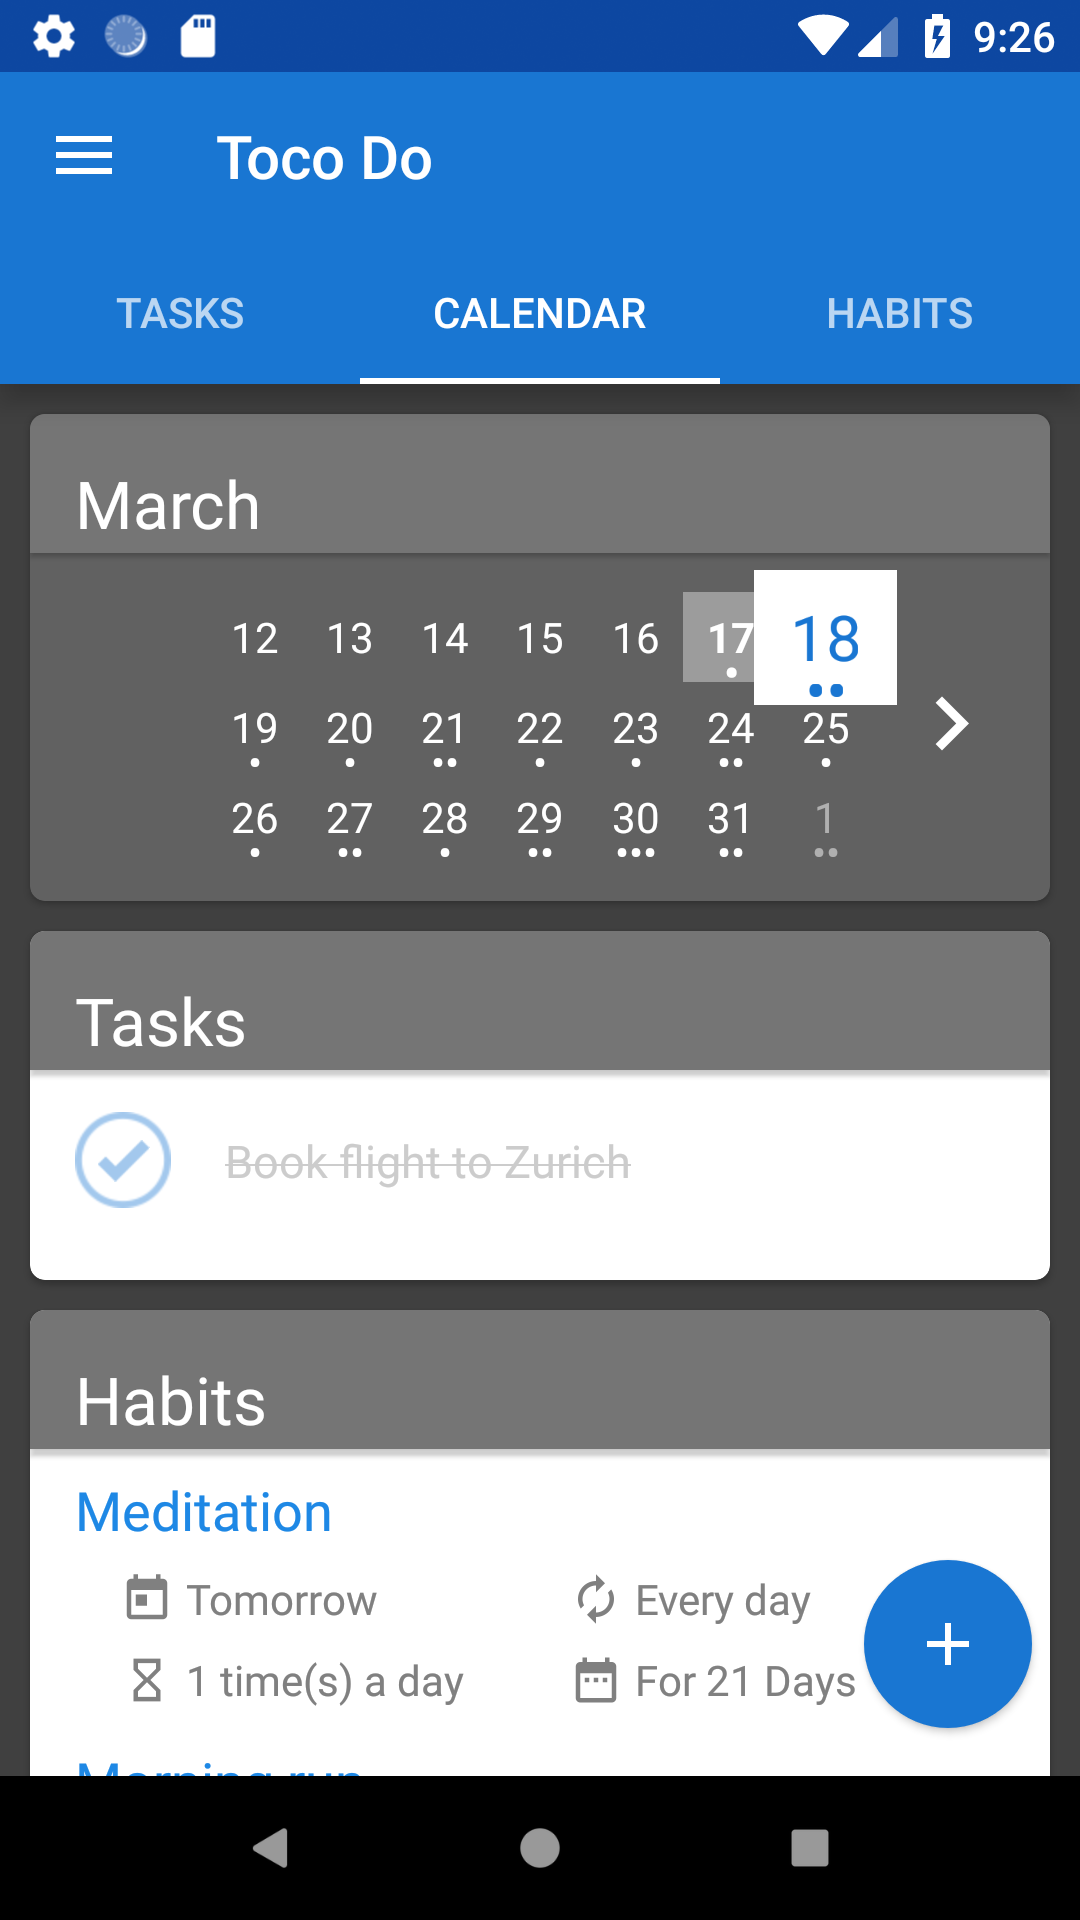 9:26
Toco Do
TASKS CALENDAR HABITS
March
12 13 14 15 16 17 18
19 20 21 22 23 24 25
26 27 28 29 30 31 1
Tasks
Book flight to Zurich
Habits
Meditation
Tomorrow Every day
1 time(s) a day For 21 Days
Morning run